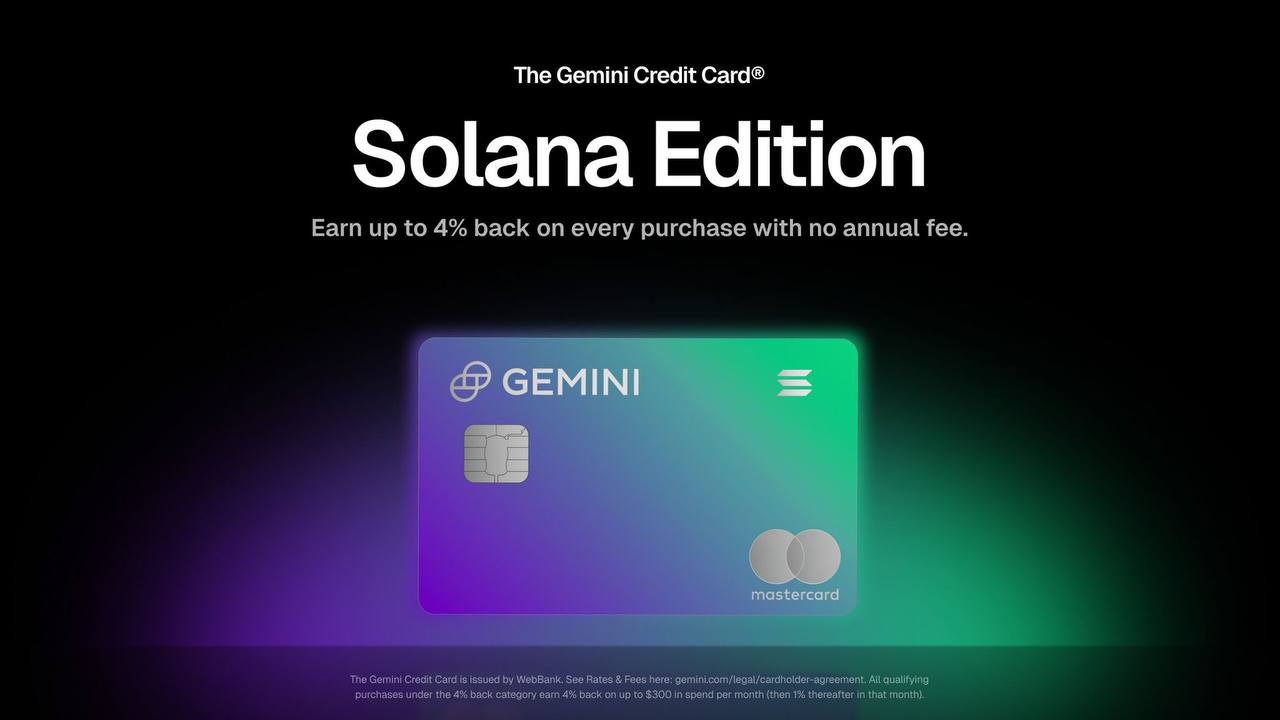 The Gemini Credit Card®
Solana Edition
Earn up to 4% back on every purchase with no annual fee.
GEMINI
mastercard
The Gemini Credit Card is issued by WebBank. See Rates & Fees here: gemini.com/legal/cardholder-agreement. All qualifying
purchases under the 4% back category earn 4% back on up to $300 in spend per month (then 1% thereafter in that month).